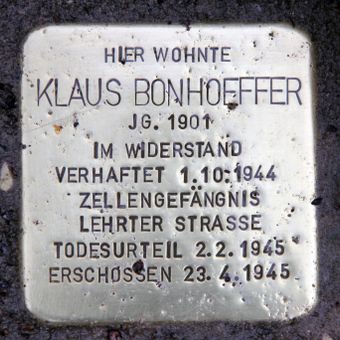 HIER WOHNTE
KLAUS BONHOEFFER
JG. 1901
IM WIDERSTAND
VERHAFTET 1.10.1944
ZELLENGEFÄNGNIS
LEHRTER STRASSE
TODESURTEIL 2.2.1945
ERSCHOSSEN 23.4.1945